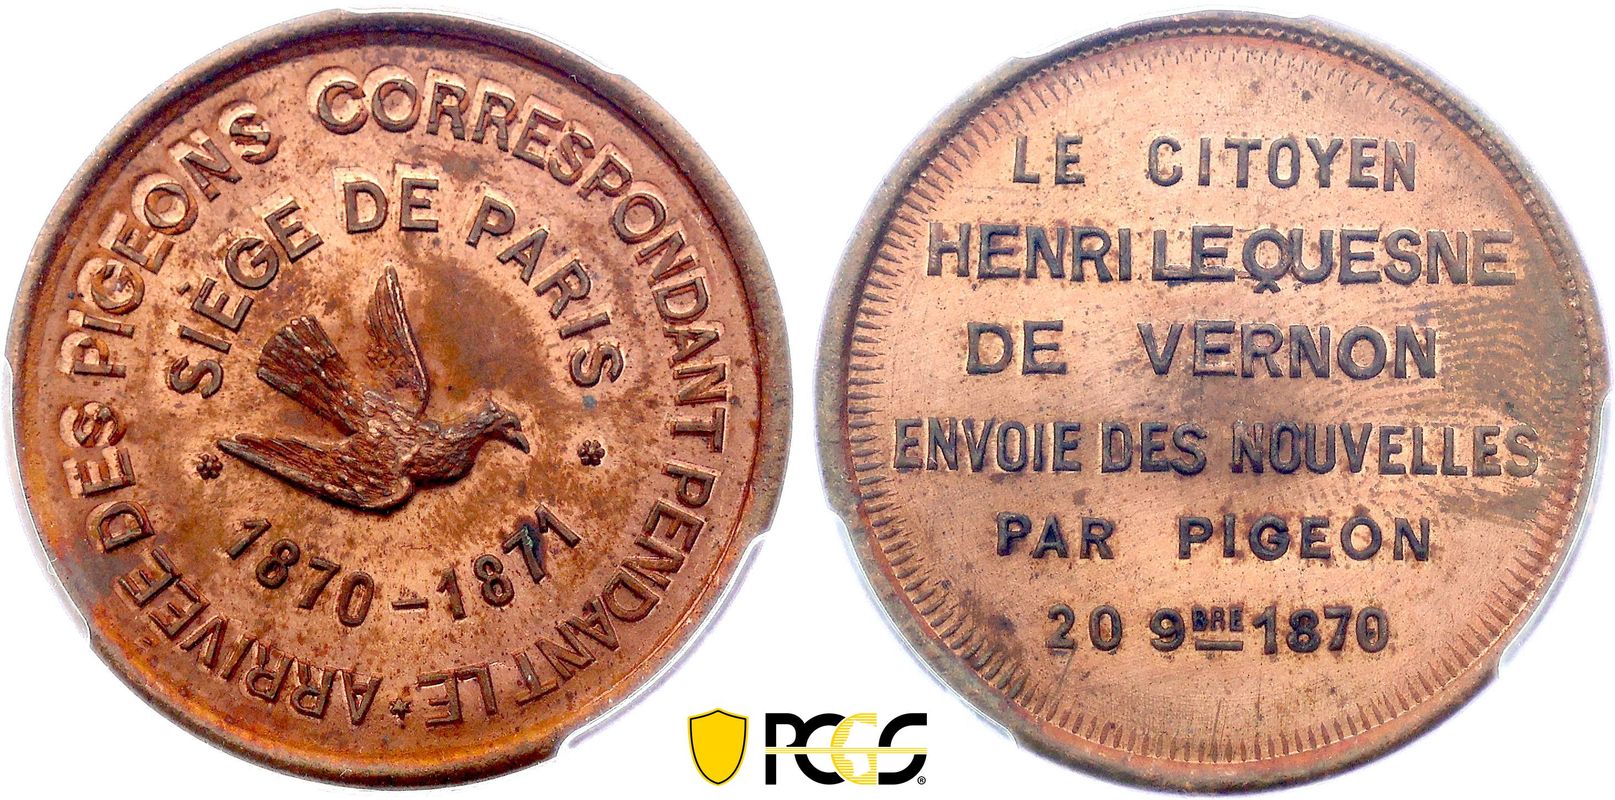 ARRIVÉE DES PIGEONS CORRESPONDANT PENDANT LE
SIÈGE DE PARIS
1870-1871
LE CITOYEN
HENRI LEQUESNE
DE VERNON
ENVOIE DES NOUVELLES
PAR PIGEON
20 9BRE 1870
PCGS®